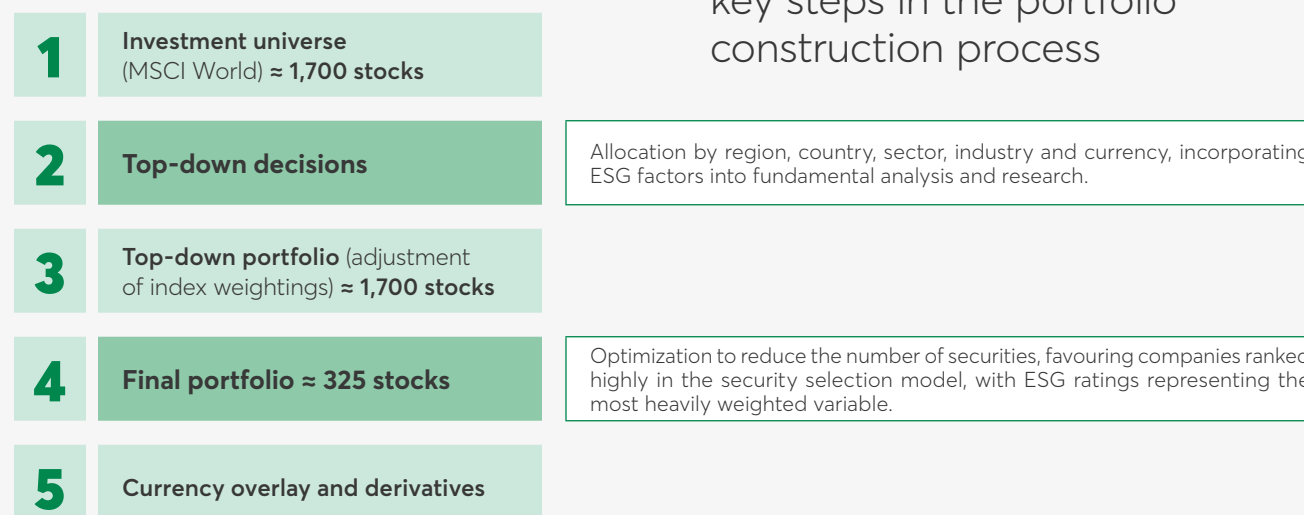 key steps in the portfolio
construction process
1
Investment universe
(MSCI World) ≈ 1,700 stocks
2
Top-down decisions
Allocation by region, country, sector, industry and currency, incorporating
ESG factors into fundamental analysis and research.
3
Top-down portfolio (adjustment
of index weightings) ≈ 1,700 stocks
4
Final portfolio ≈ 325 stocks
Optimization to reduce the number of securities, favouring companies ranked
highly in the security selection model, with ESG ratings representing the
most heavily weighted variable.
5
Currency overlay and derivatives